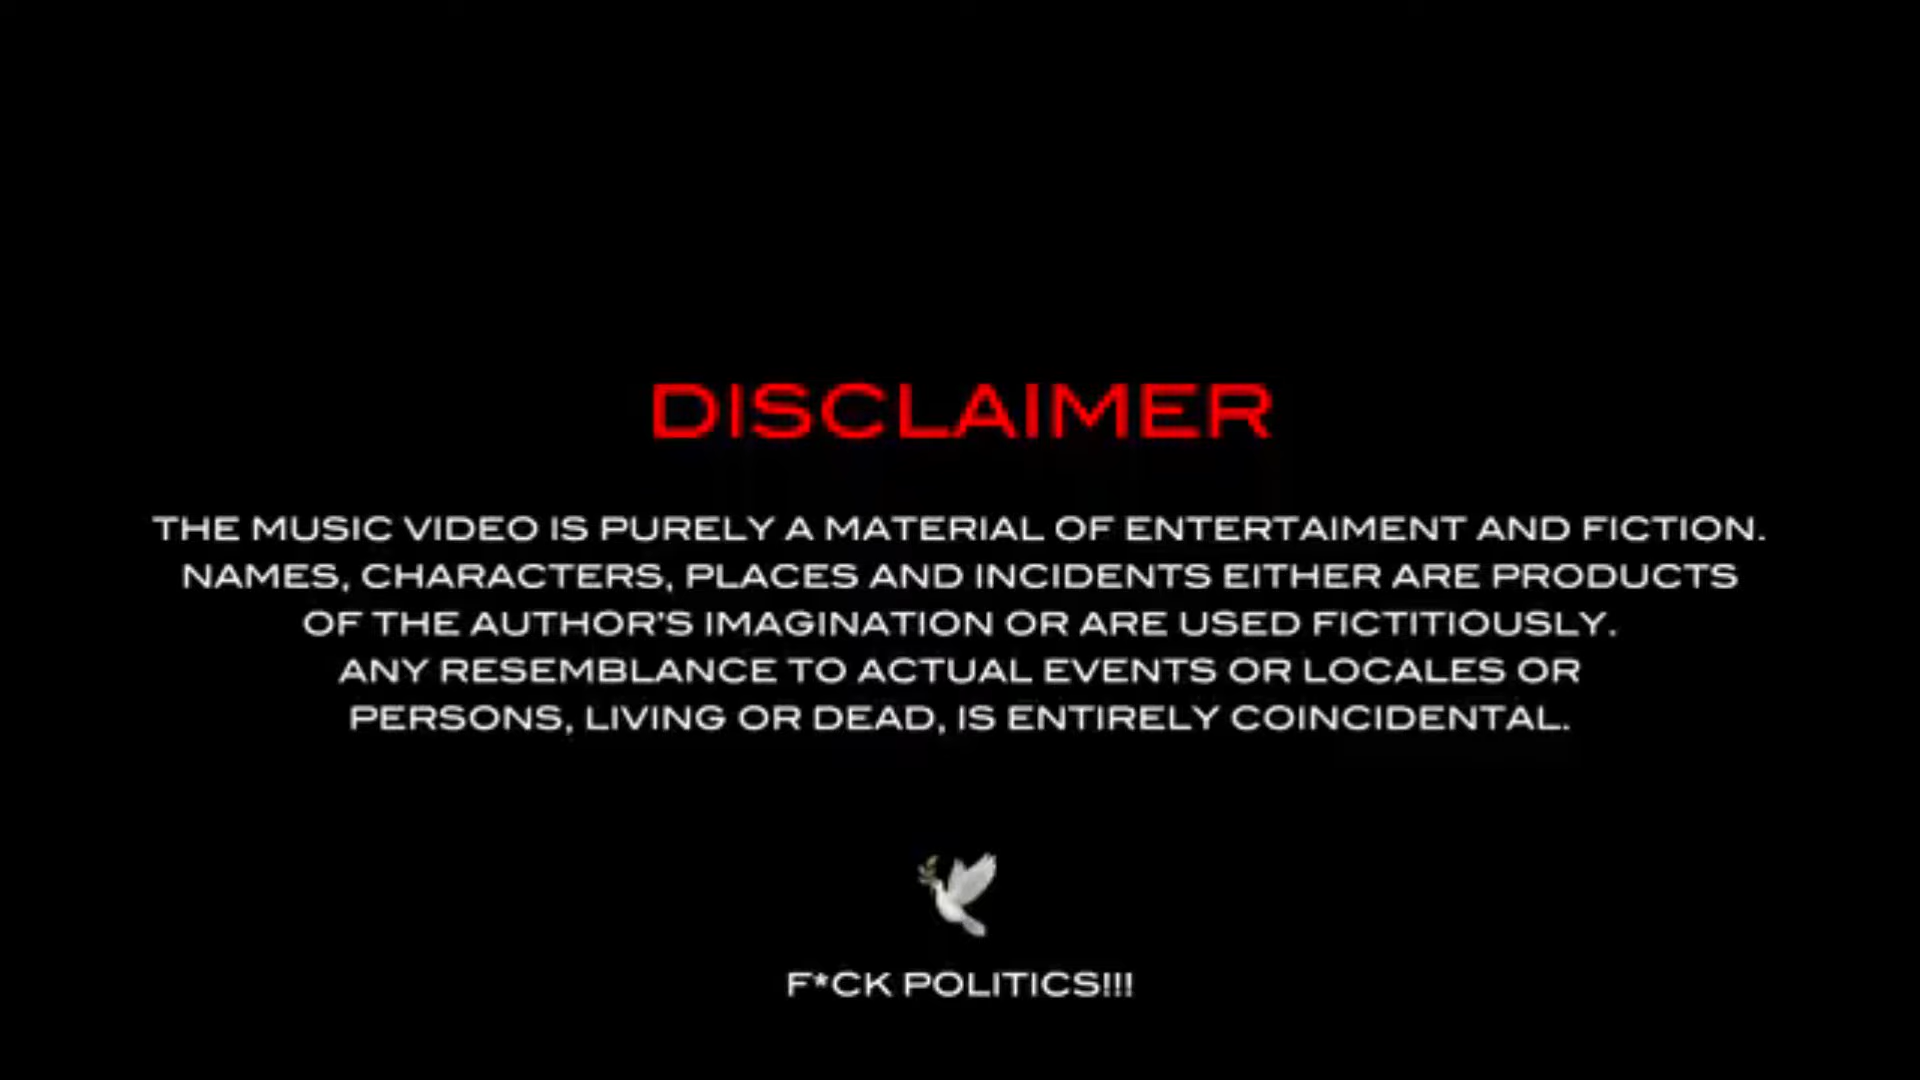 DISCLAIMER
THE MUSIC VIDEO IS PURELY A MATERIAL OF ENTERTAIMENT AND FICTION.
NAMES, CHARACTERS, PLACES AND INCIDENTS EITHER ARE PRODUCTS
OF THE AUTHOR'S IMAGINATION OR ARE USED FICTITIOUSLY.
ANY RESEMBLANCE TO ACTUAL EVENTS OR LOCALES OR
PERSONS, LIVING OR DEAD, IS ENTIRELY COINCIDENTAL.
F*CK POLITICS!!!